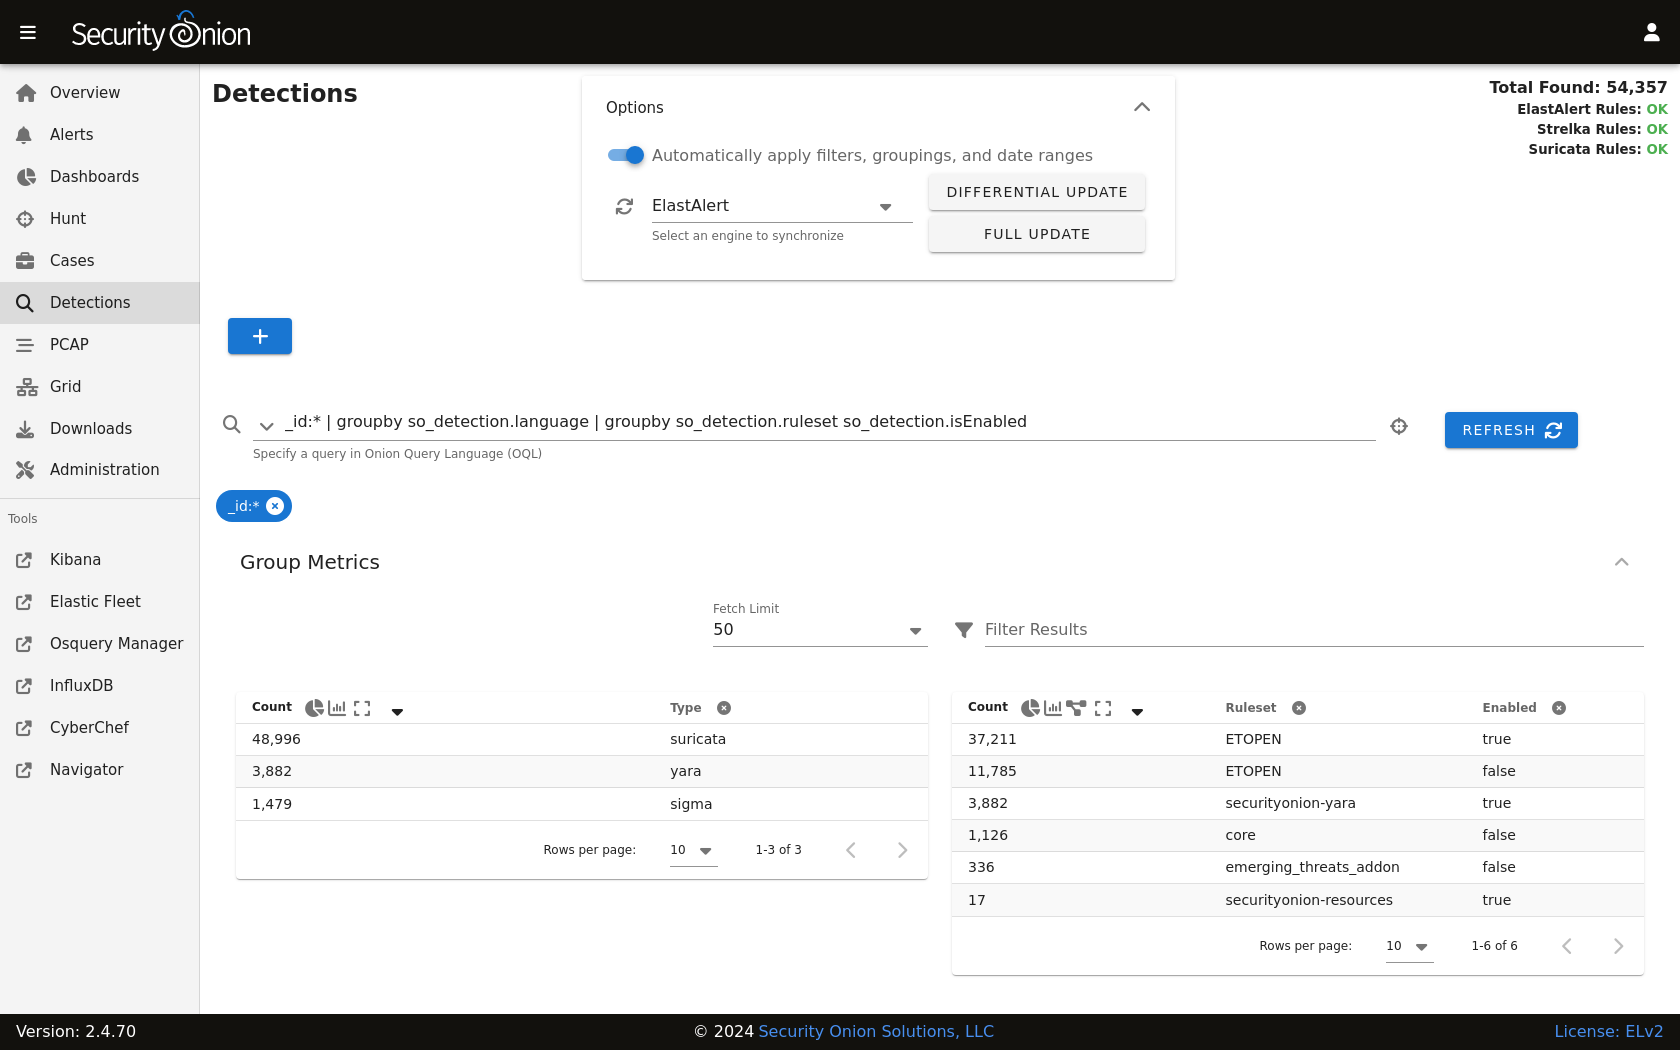 Security Onion
Overview
Alerts
Dashboards
Hunt
Cases
Detections
PCAP
Grid
Downloads
Administration
Tools
Kibana
Elastic Fleet
Osquery Manager
InfluxDB
CyberChef
Navigator
Detections
Options
Automatically apply filters, groupings, and date ranges
ElastAlert
Select an engine to synchronize
DIFFERENTIAL UPDATE
FULL UPDATE
Total Found: 54,357
ElastAlert Rules: OK
Strelka Rules: OK
Suricata Rules: OK
_id:* | groupby so_detection.language | groupby so_detection.ruleset so_detection.isEnabled
Specify a query in Onion Query Language (OQL)
REFRESH
_id:*
Group Metrics
Fetch Limit
50
Filter Results
Count Type
48,996 suricata
3,882 yara
1,479 sigma
Rows per page: 10 1-3 of 3
Count Ruleset Enabled
37,211 ETOPEN true
11,785 ETOPEN false
3,882 securityonion-yara true
1,126 core false
336 emerging_threats_addon false
17 securityonion-resources true
Rows per page: 10 1-6 of 6
Version: 2.4.70
© 2024 Security Onion Solutions, LLC
License: ELv2